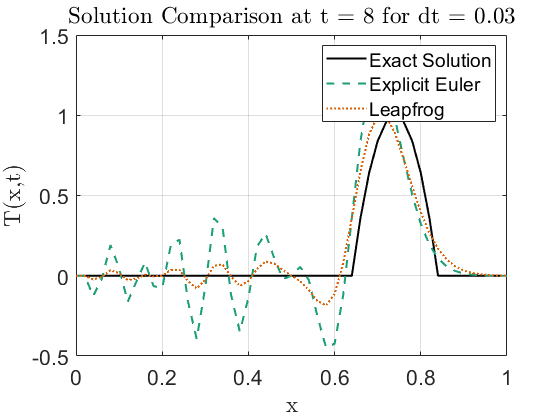 Solution Comparison at t = 8 for dt = 0.03
1.5
1
0.5
0
-0.5
T(x,t)
Exact Solution
Explicit Euler
Leapfrog
0
0.2
0.4
0.6
0.8
1
x